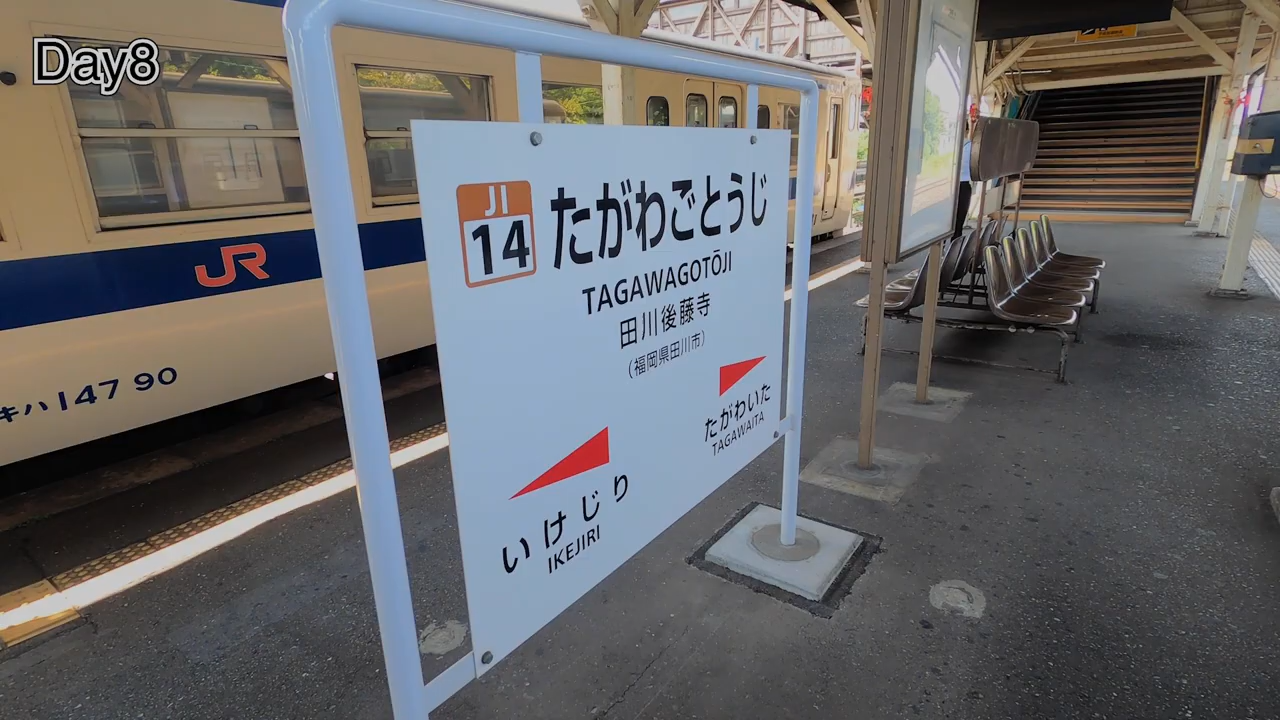 Day8
JR
キハ147 90
JI
14
たがわごとうじ
TAGAWAGOTŌJI
田川後藤寺
(福岡県田川市)
たがわいた
TAGAWAITA
いけじり
IKEJIRI